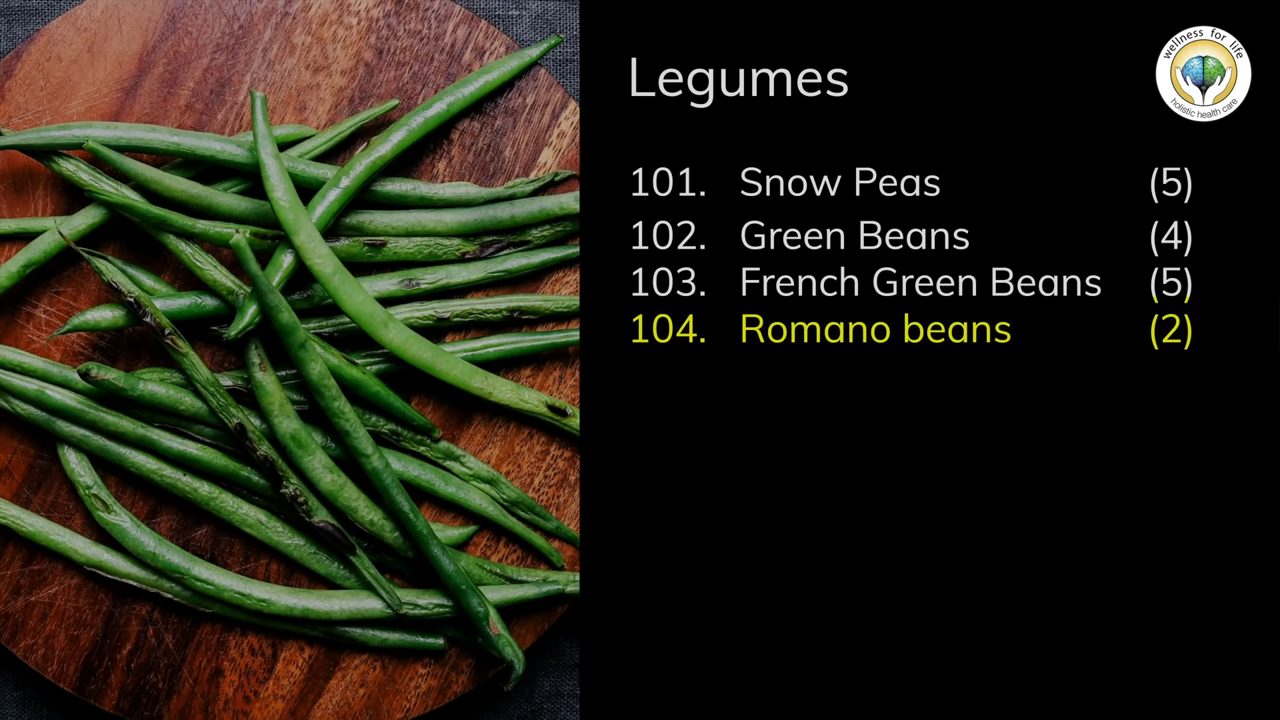 Legumes
wellness for life
holistic health care
101. Snow Peas (5)
102. Green Beans (4)
103. French Green Beans (5)
104. Romano beans (2)